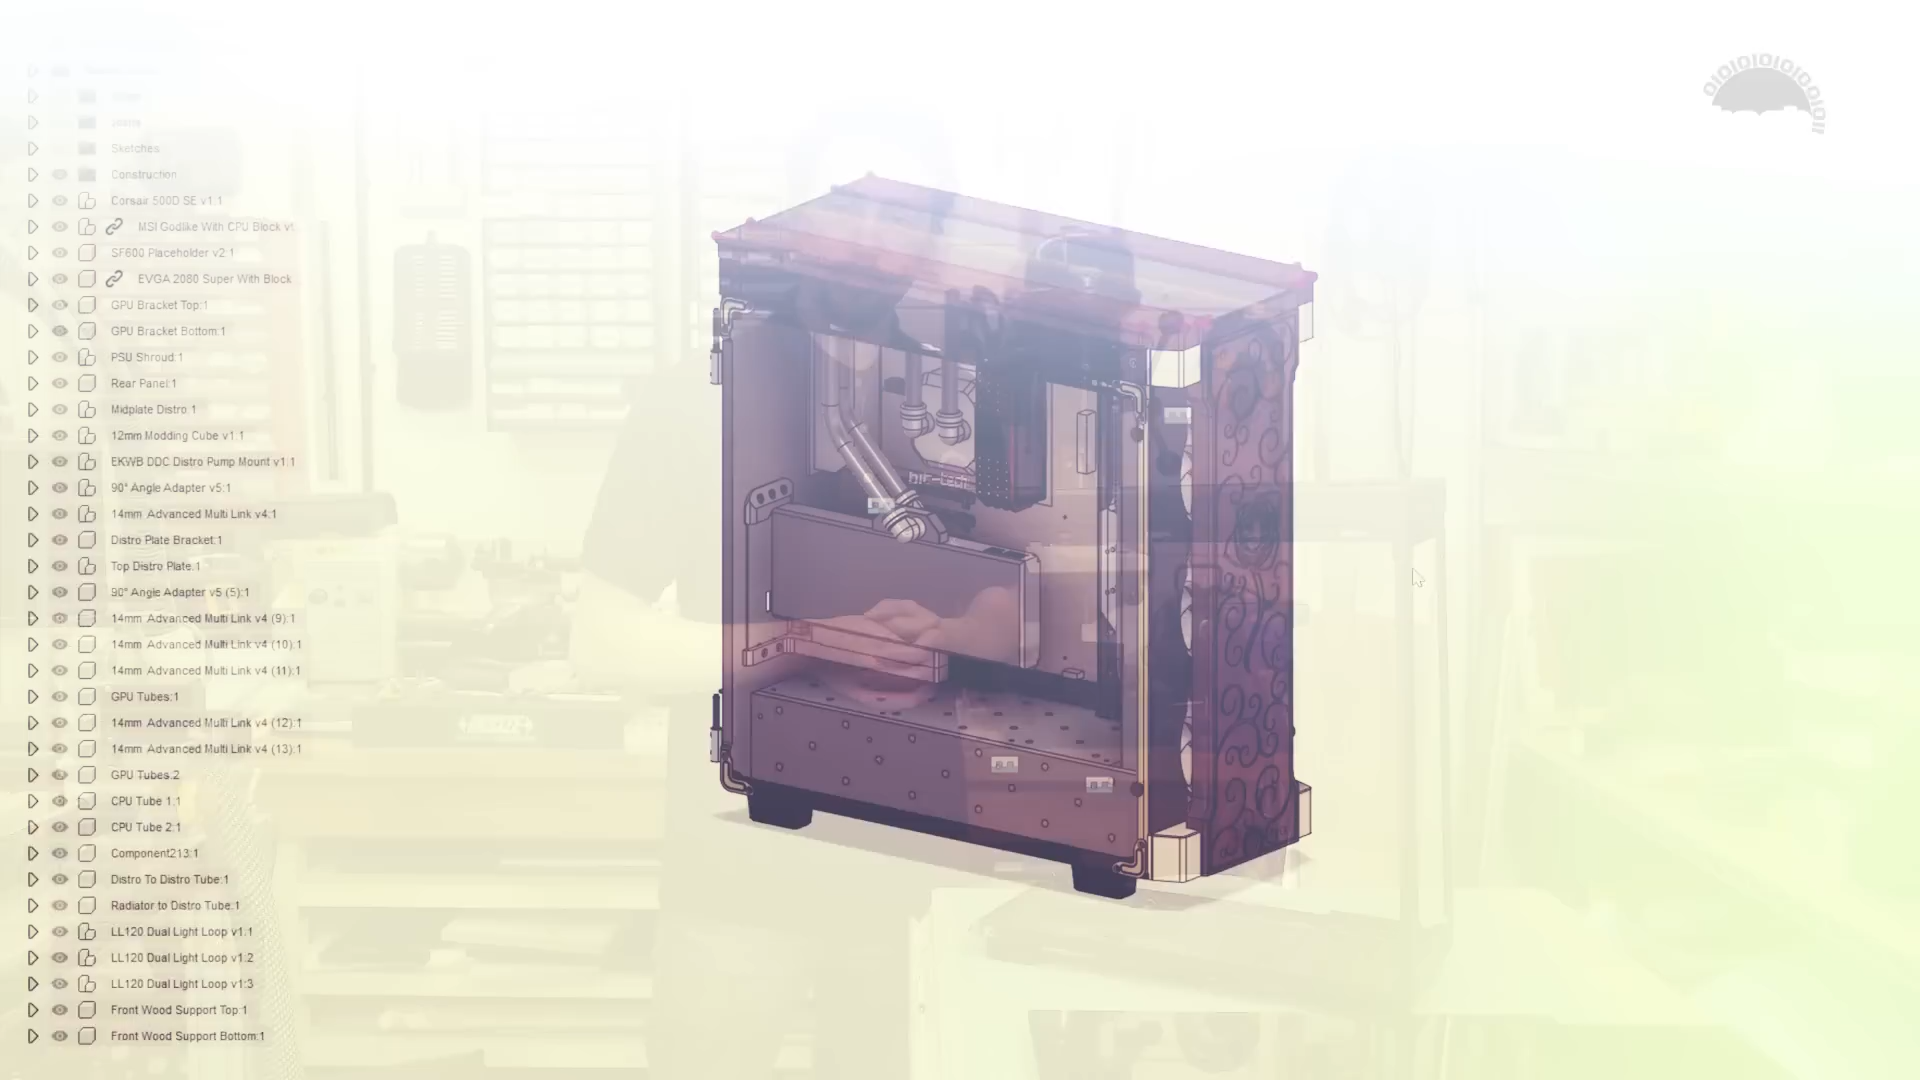 Joints
Sketches
Construction
Corsair 500D SE v1:1
MSI Godlike With CPU Block v1
SF600 Placeholder v2:1
EVGA 2080 Super With Block
GPU Bracket Top:1
GPU Bracket Bottom:1
PSU Shroud:1
Rear Panel:1
Midplate Distro:1
12mm Modding Cube v1:1
EKWB DDC Distro Pump Mount v1:1
90° Angle Adapter v5:1
14mm Advanced Multi Link v4:1
Distro Plate Bracket:1
Top Distro Plate:1
90° Angle Adapter v5 (5):1
14mm Advanced Multi Link v4 (9):1
14mm Advanced Multi Link v4 (10):1
14mm Advanced Multi Link v4 (11):1
GPU Tubes:1
14mm Advanced Multi Link v4 (12):1
14mm Advanced Multi Link v4 (13):1
GPU Tubes:2
CPU Tube 1:1
CPU Tube 2:1
Component213:1
Distro To Distro Tube:1
Radiator to Distro Tube:1
LL120 Dual Light Loop v1:1
LL120 Dual Light Loop v1:2
LL120 Dual Light Loop v1:3
Front Wood Support Top:1
Front Wood Support Bottom:1
bit-tech